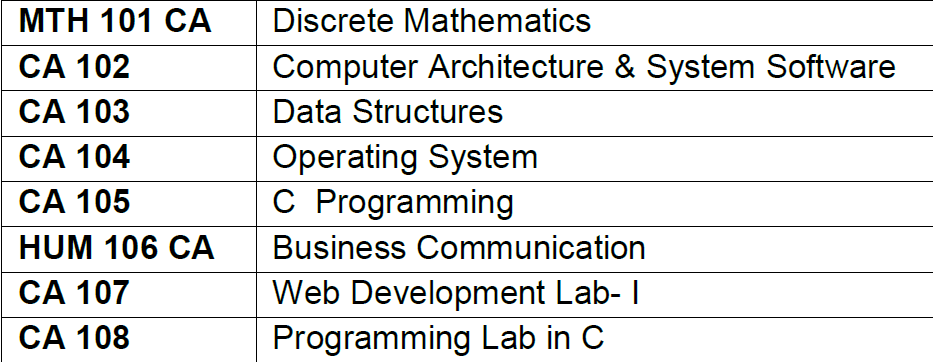 MTH 101 CA Discrete Mathematics
CA 102 Computer Architecture & System Software
CA 103 Data Structures
CA 104 Operating System
CA 105 C  Programming
HUM 106 CA Business Communication
CA 107 Web Development Lab- I
CA 108 Programming Lab in C